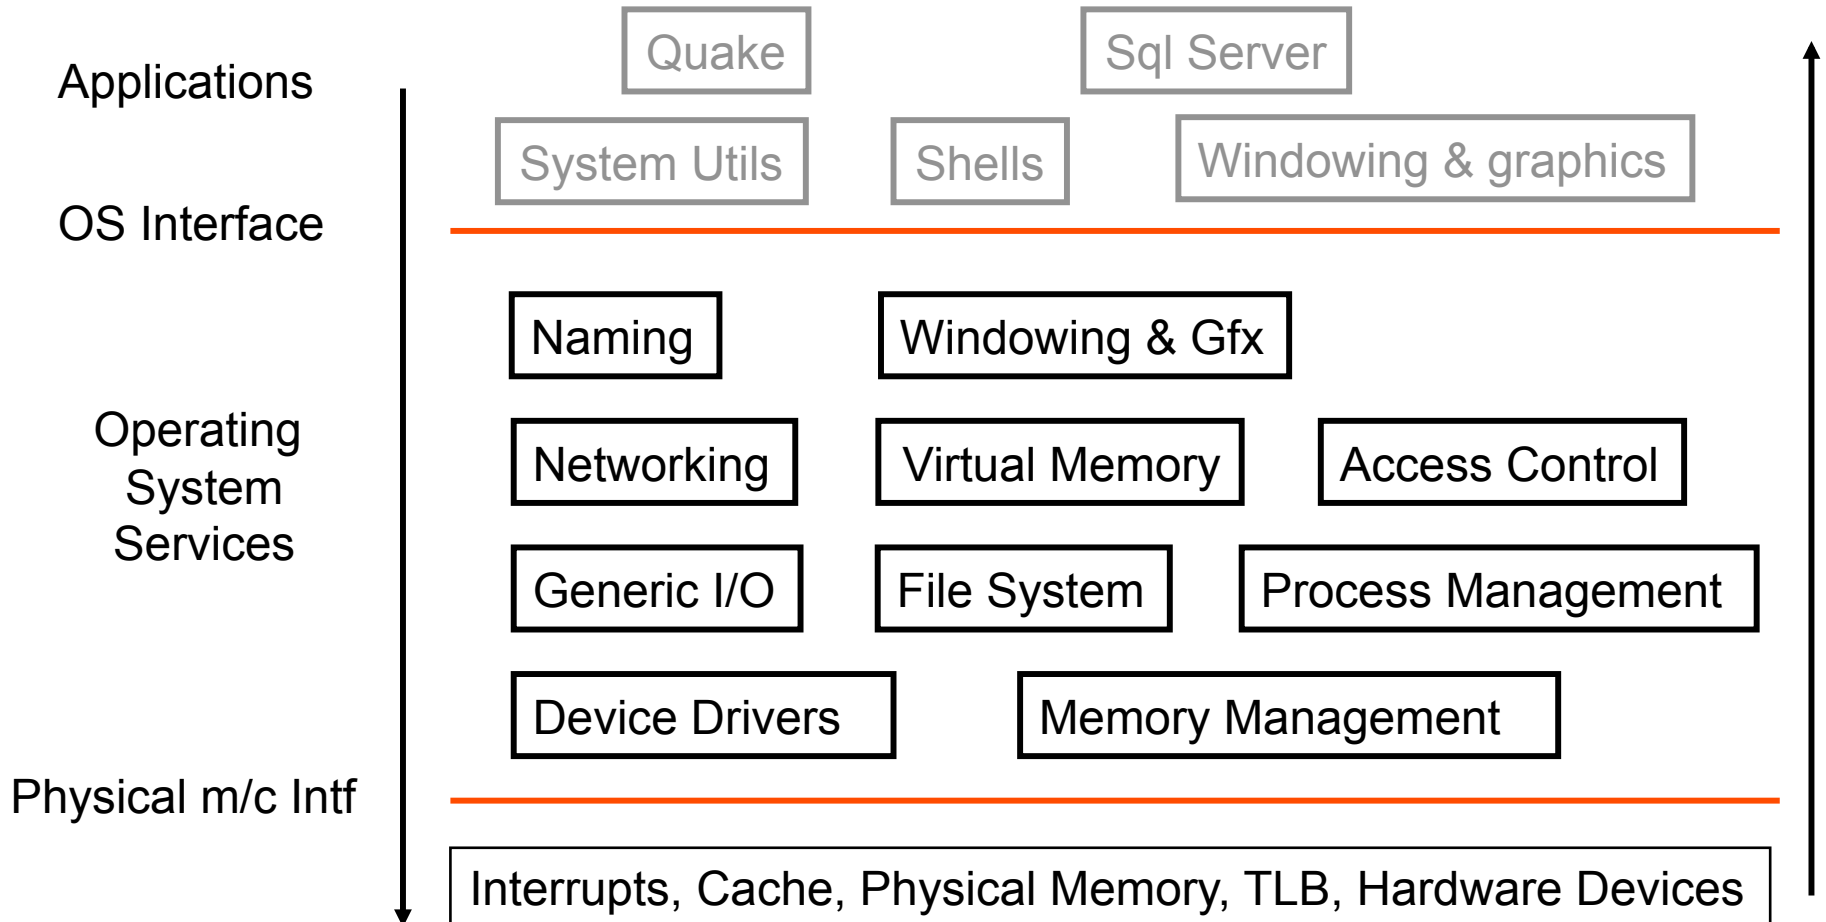 Quake
Sql Server
Applications
System Utils
Shells
Windowing & graphics
OS Interface
Naming
Windowing & Gfx
Operating
System
Services
Networking
Virtual Memory
Access Control
Generic I/O
File System
Process Management
Device Drivers
Memory Management
Physical m/c Intf
Interrupts, Cache, Physical Memory, TLB, Hardware Devices